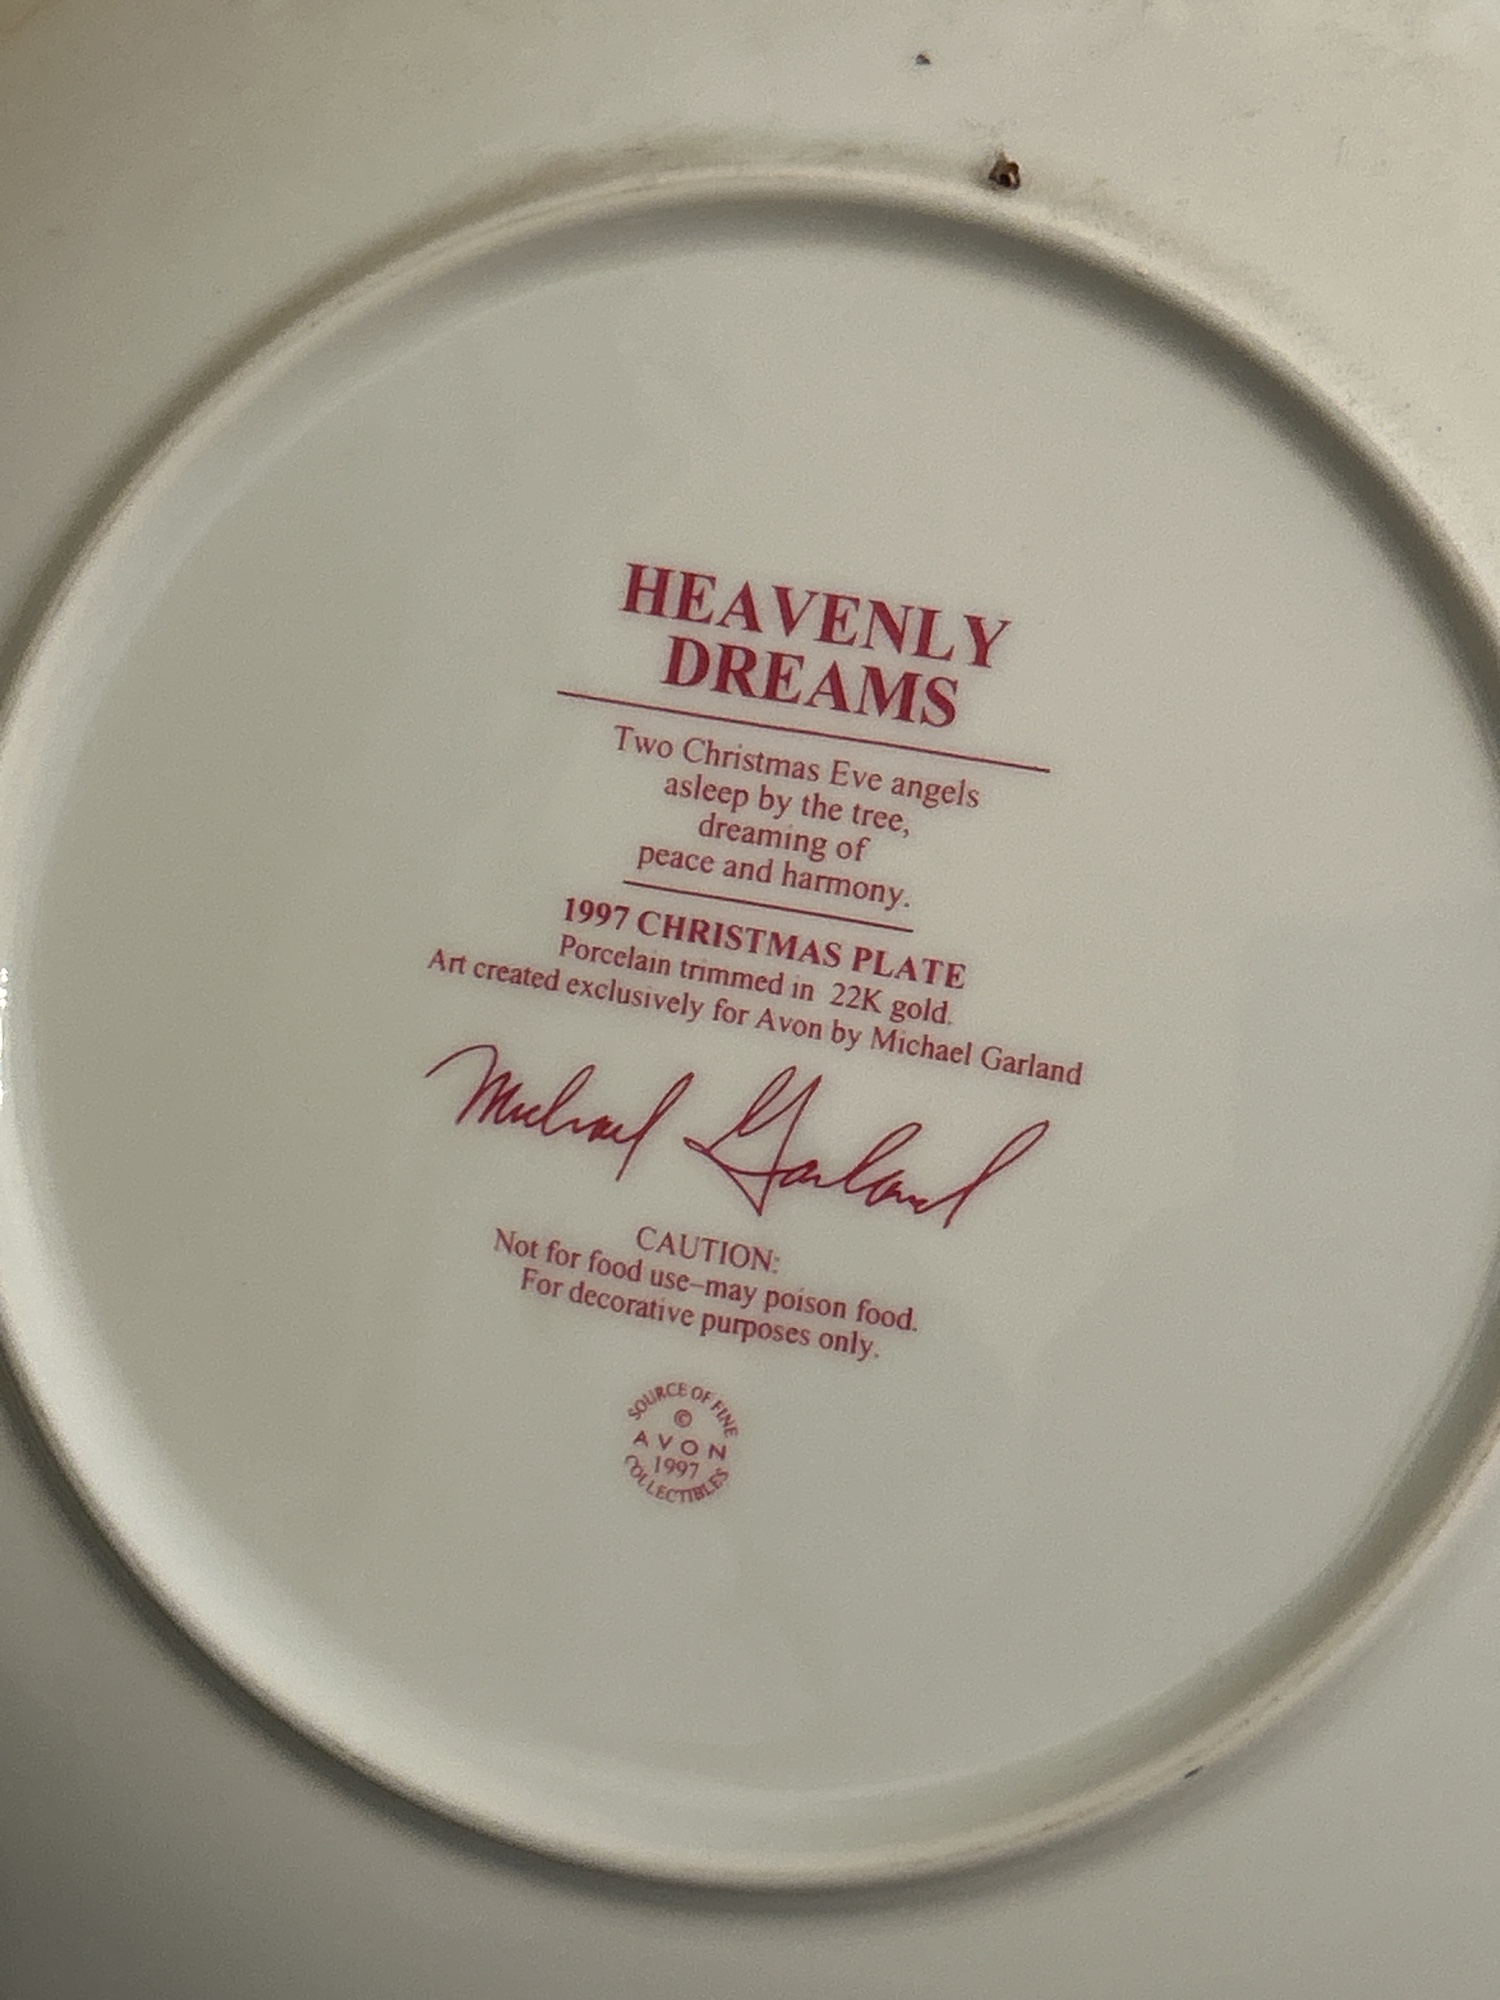 HEAVENLY
DREAMS
Two Christmas Eve angels
asleep by the tree,
dreaming of
peace and harmony.
1997 CHRISTMAS PLATE
Porcelain trimmed in 22K gold.
Art created exclusively for Avon by Michael Garland
Michael Garland
CAUTION:
Not for food use–may poison food.
For decorative purposes only.
SOURCE OF FINE
©
AVON
1997
COLLECTIBLES